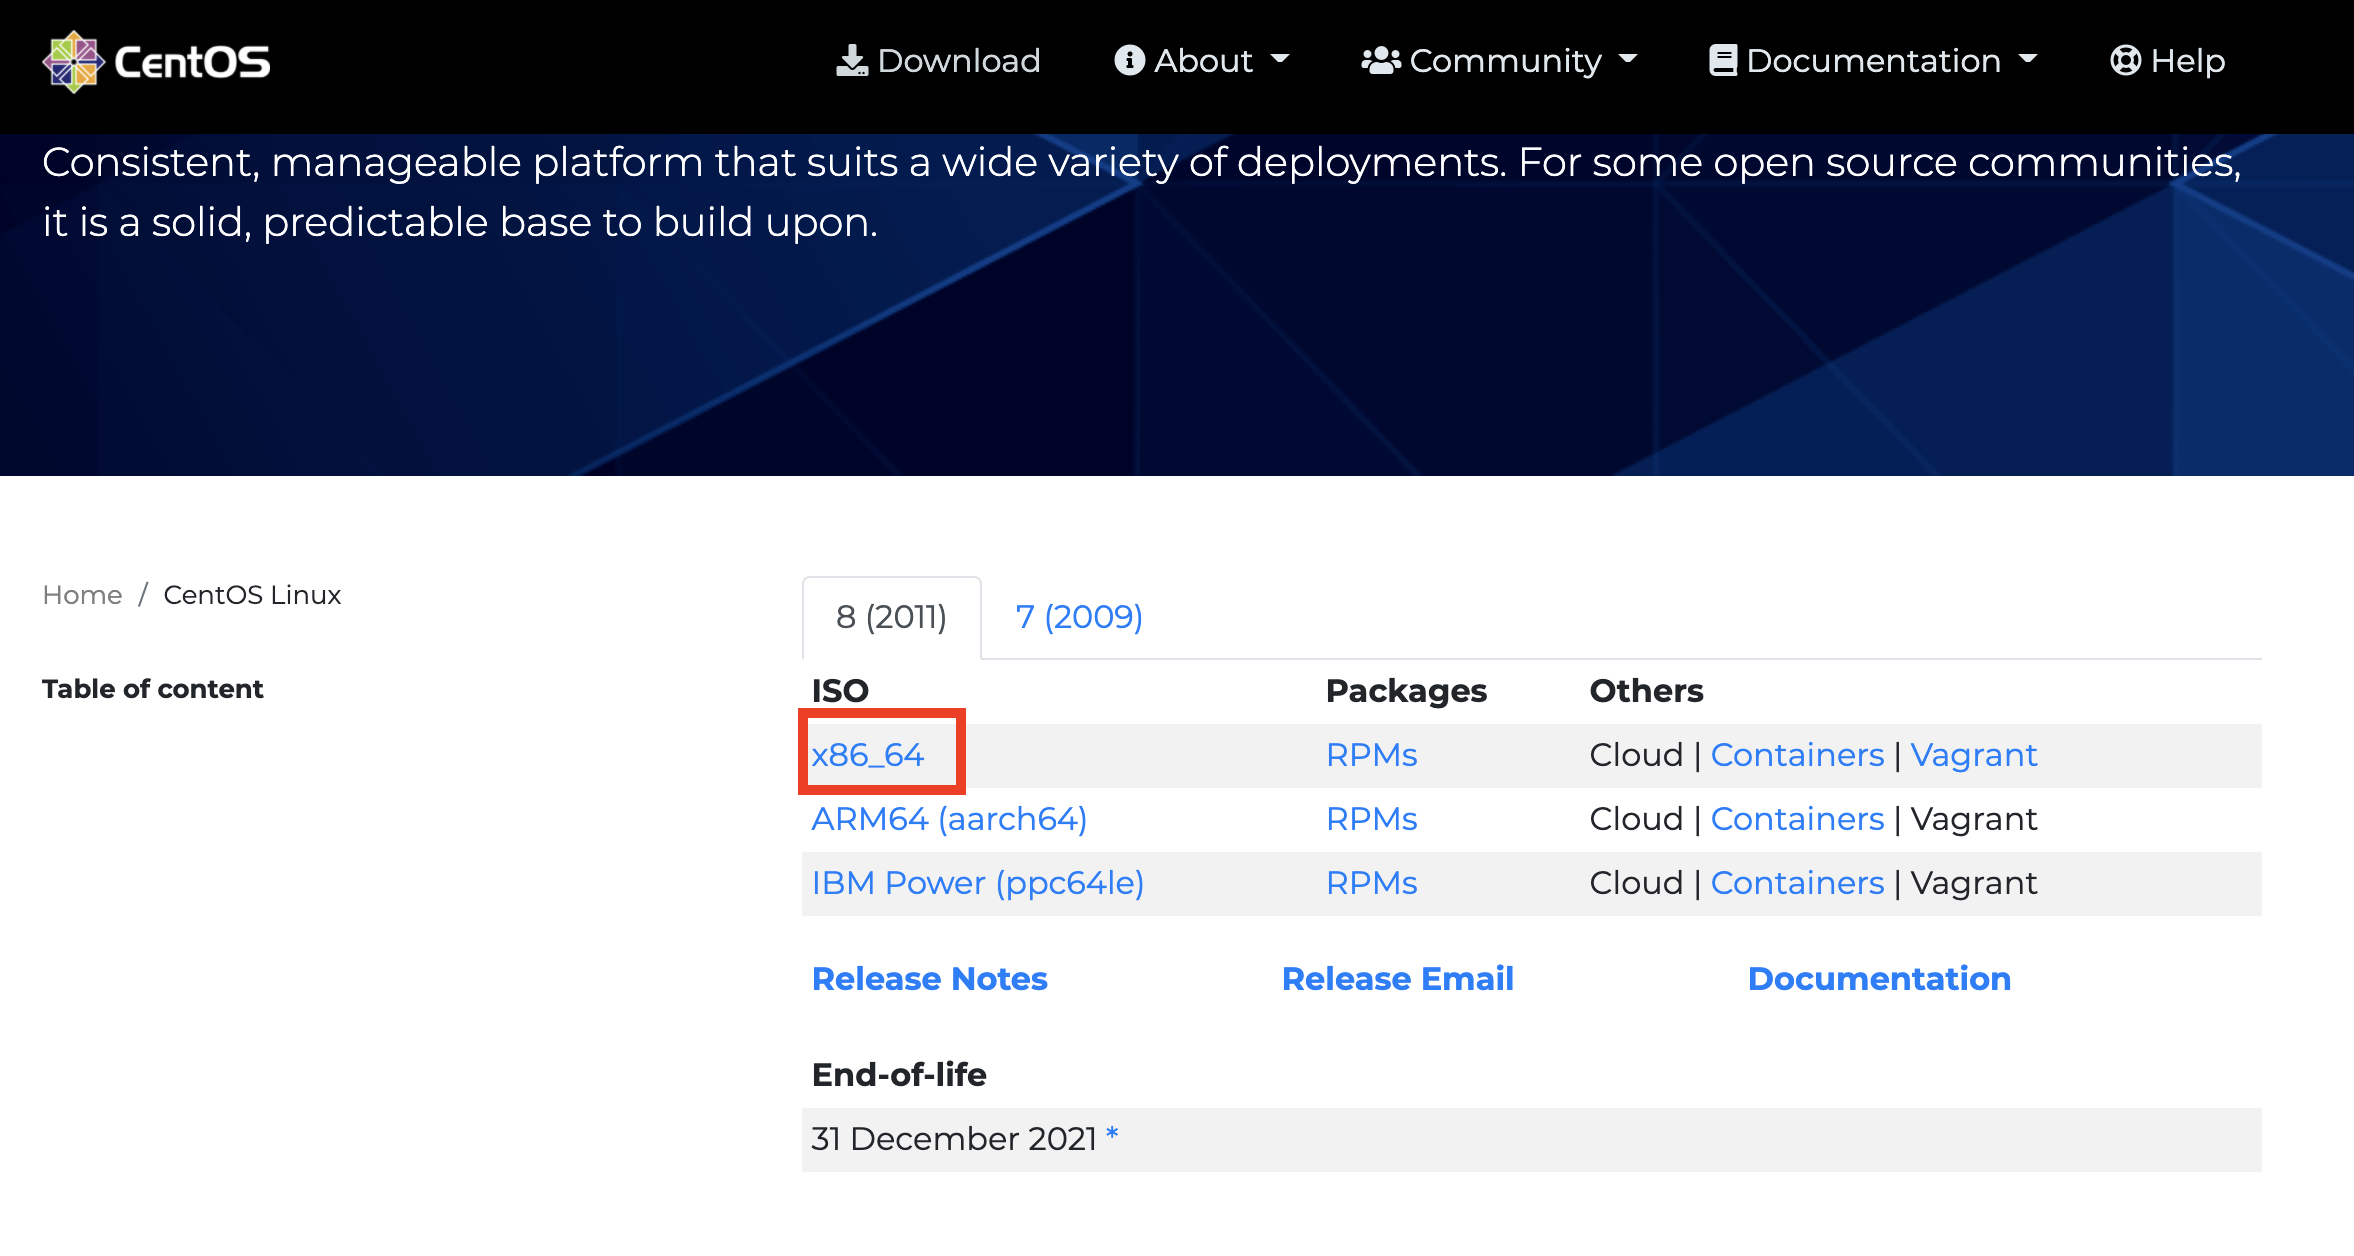 CentOS
Download About Community Documentation Help
Consistent, manageable platform that suits a wide variety of deployments. For some open source communities,
it is a solid, predictable base to build upon.
Home / CentOS Linux
Table of content
8 (2011) 7 (2009)
ISO Packages Others
x86_64 RPMs Cloud | Containers | Vagrant
ARM64 (aarch64) RPMs Cloud | Containers | Vagrant
IBM Power (ppc64le) RPMs Cloud | Containers | Vagrant
Release Notes Release Email Documentation
End-of-life
31 December 2021 *